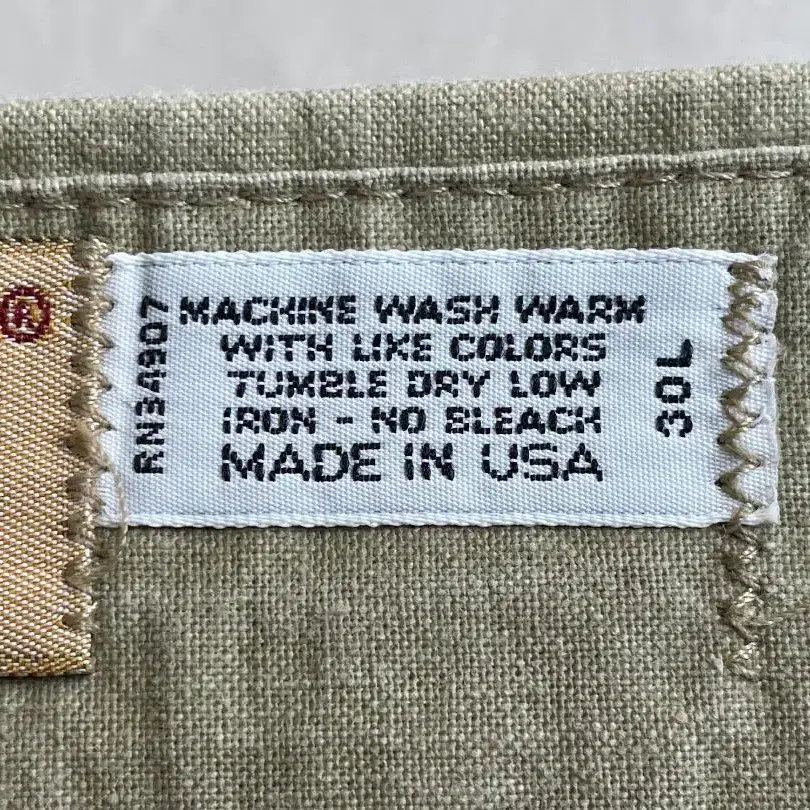 ®
RN34907
MACHINE WASH WARM
WITH LIKE COLORS
TUMBLE DRY LOW
IRON - NO BLEACH
MADE IN USA
30L